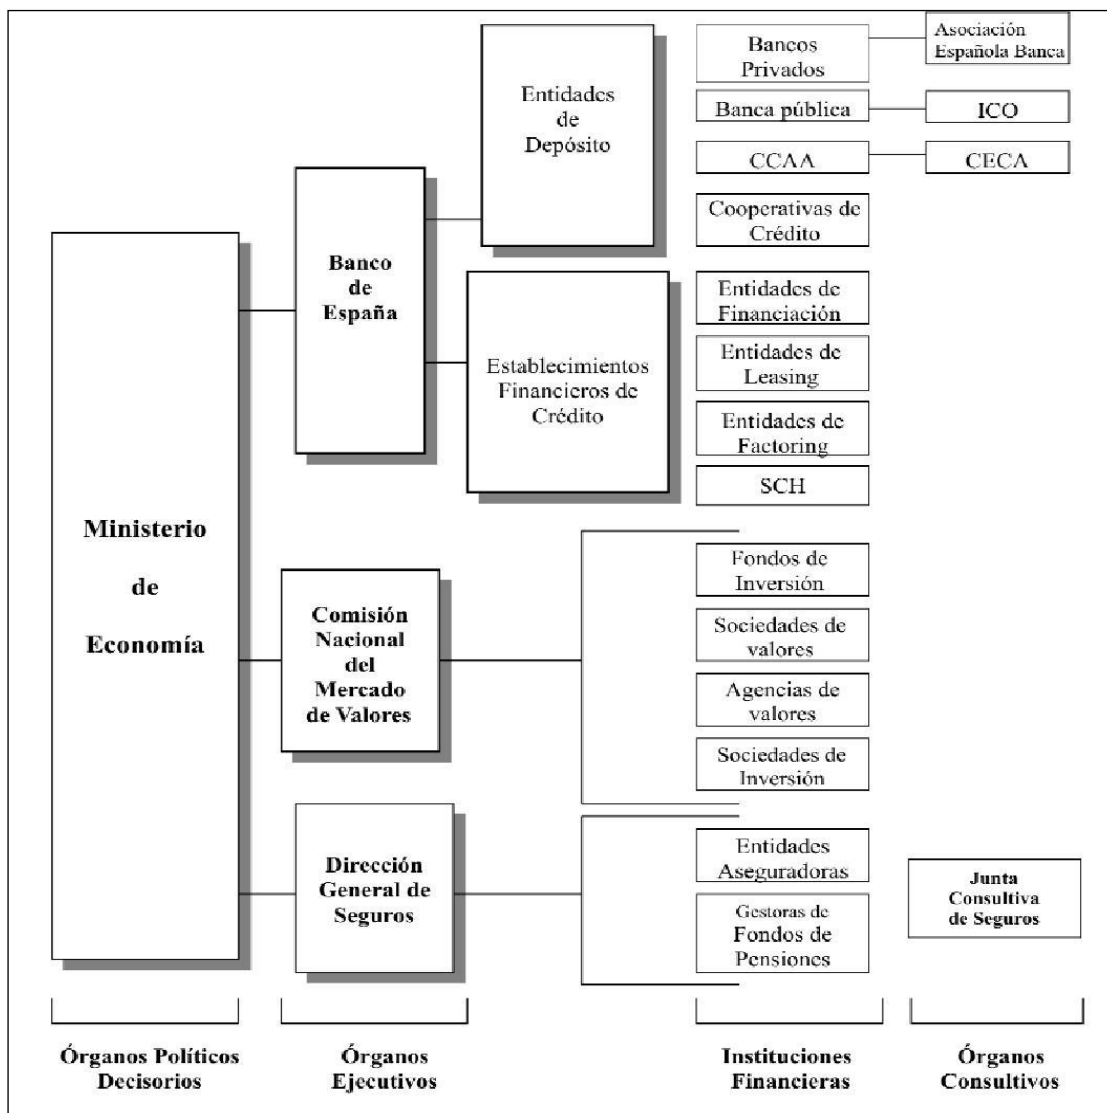 Ministerio
de
Economía
Banco
de
España
Comisión
Nacional
del
Mercado
de Valores
Dirección
General de
Seguros
Entidades
de
Depósito
Establecimientos
Financieros de
Crédito
Bancos
Privados
Asociación
Española Banca
Banca pública
ICO
CCAA
CECA
Cooperativas de
Crédito
Entidades de
Financiación
Entidades de
Leasing
Entidades de
Factoring
SCH
Fondos de
Inversión
Sociedades de
valores
Agencias de
valores
Sociedades de
Inversión
Entidades
Aseguradoras
Gestoras de
Fondos de
Pensiones
Junta
Consultiva
de Seguros
Órganos Políticos
Decisorios
Órganos
Ejecutivos
Instituciones
Financieras
Órganos
Consultivos